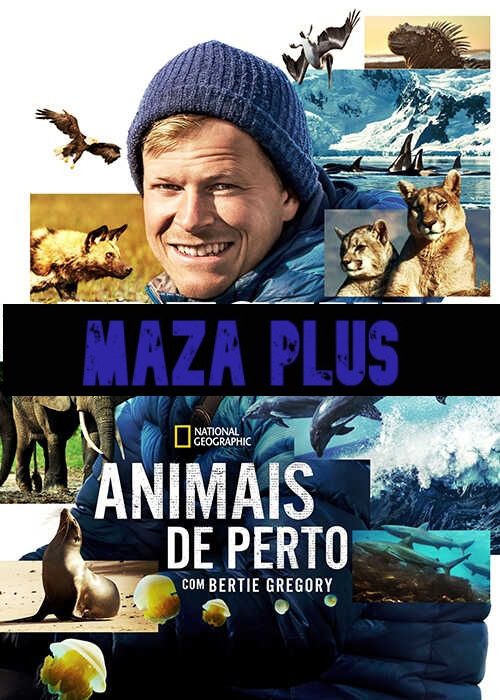 MAZA PLUS
NATIONAL
GEOGRAPHIC
ANIMAIS
DE PERTO
COM BERTIE GREGORY